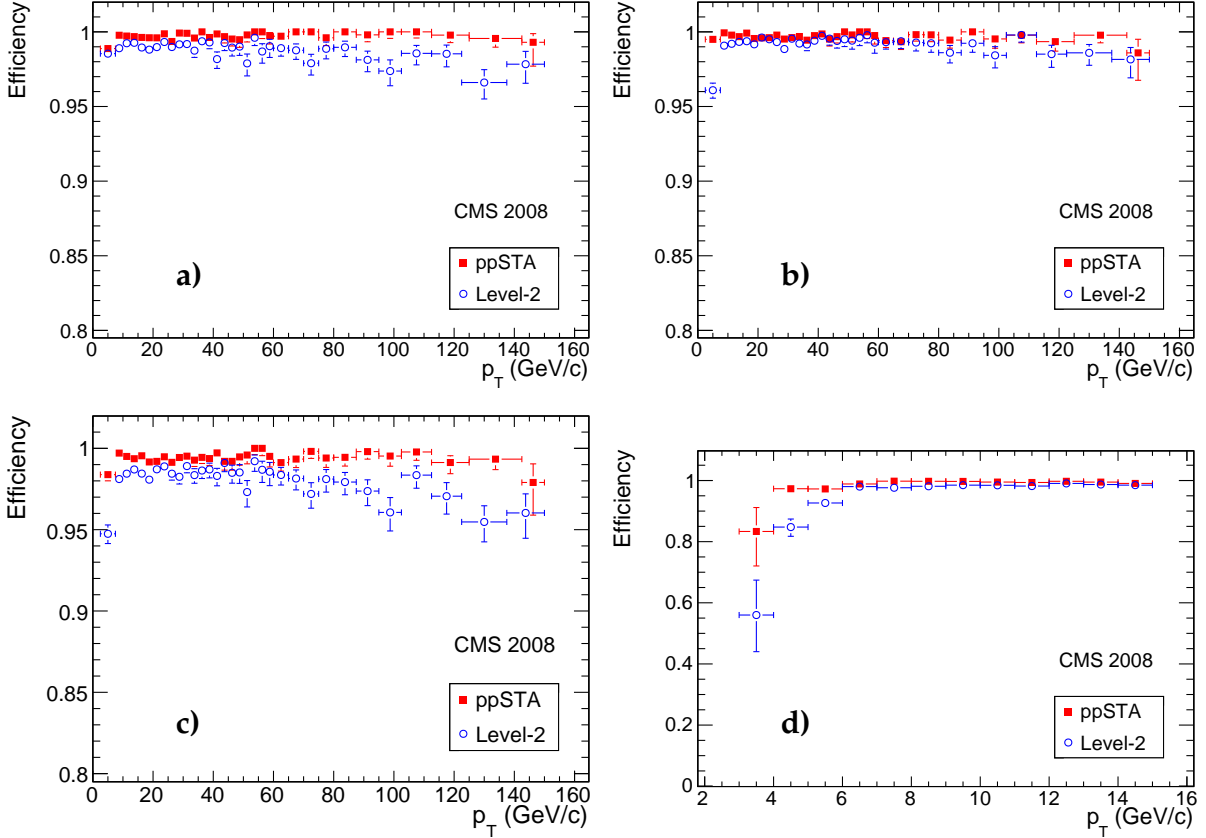 Efficiency
1
0.95
0.9
0.85
0.8
CMS 2008
a)
ppSTA
Level-2
0 20 40 60 80 100 120 140 160
p_T (GeV/c)
Efficiency
1
0.95
0.9
0.85
0.8
CMS 2008
b)
ppSTA
Level-2
0 20 40 60 80 100 120 140 160
p_T (GeV/c)
Efficiency
1
0.95
0.9
0.85
0.8
CMS 2008
c)
ppSTA
Level-2
0 20 40 60 80 100 120 140 160
p_T (GeV/c)
Efficiency
1
0.8
0.6
0.4
0.2
0
CMS 2008
d)
ppSTA
Level-2
2 4 6 8 10 12 14 16
p_T (GeV/c)